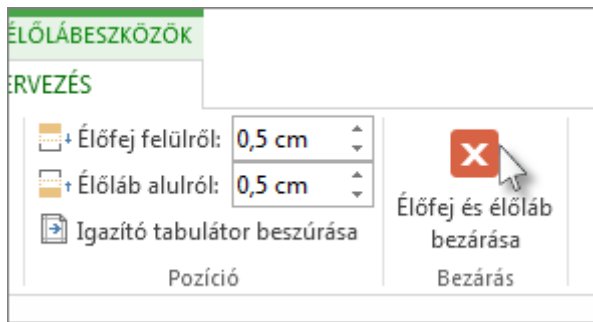 ÉLŐLÁBESZKÖZÖK
ERVEZÉS
Élőfej felülről: 0,5 cm
Élőláb alulról: 0,5 cm
Igazító tabulátor beszúrása
Pozíció
Élőfej és élőláb
bezárása
Bezárás